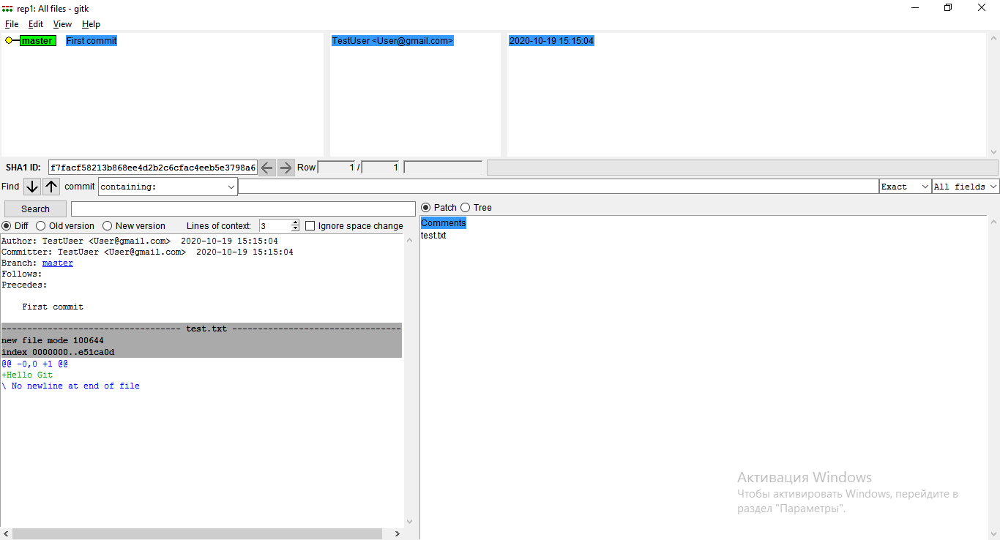 rep1: All files - gitk
File Edit View Help
master First commit TestUser <User@gmail.com> 2020-10-19 15:15:04
SHA1 ID: f7facf58213b868ee4d2b2c6cfac4eeb5e3798a6 Row 1 / 1
Find commit containing: Exact All fields
Search Patch Tree
Diff Old version New version Lines of context: 3 Ignore space change
Comments
test.txt
Author: TestUser <User@gmail.com> 2020-10-19 15:15:04
Committer: TestUser <User@gmail.com> 2020-10-19 15:15:04
Branch: master
Follows:
Precedes:
First commit
----------------------------------- test.txt ---------------------------------
new file mode 100644
index 0000000..e51ca0d
@@ -0,0 +1 @@
+Hello Git
\ No newline at end of file
Активация Windows
Чтобы активировать Windows, перейдите в
раздел "Параметры".